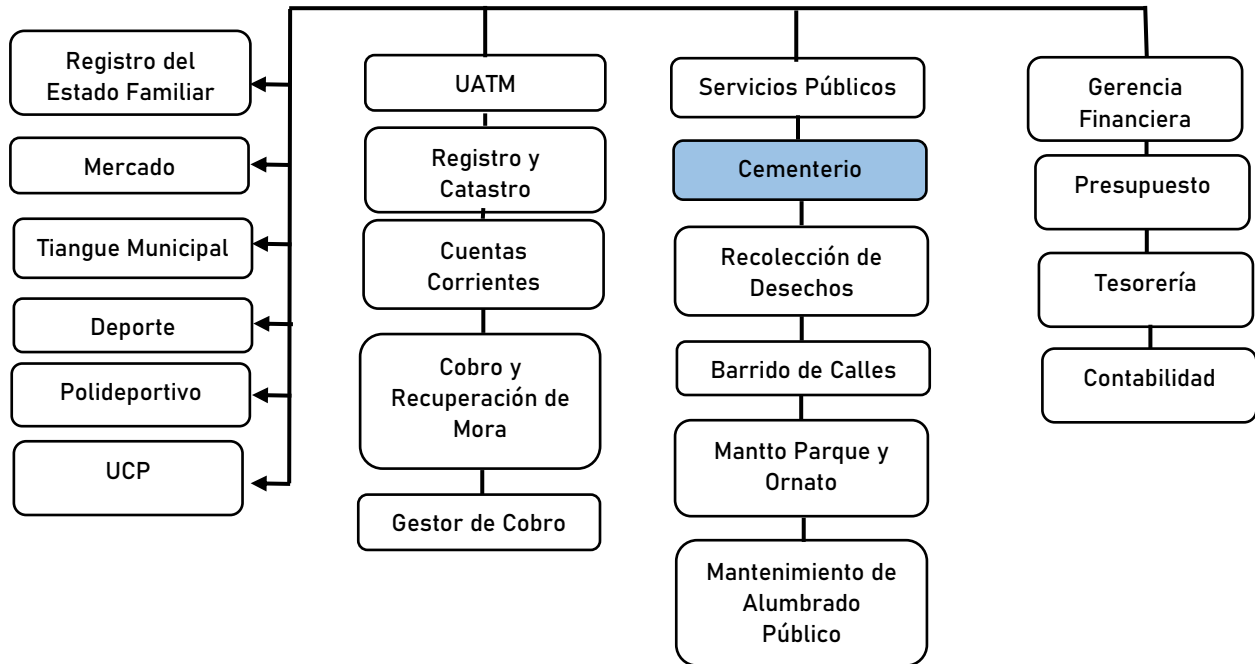 Registro del
Estado Familiar
Mercado
Tiangue Municipal
Deporte
Polideportivo
UCP
UATM
Registro y
Catastro
Cuentas
Corrientes
Cobro y
Recuperación de
Mora
Gestor de Cobro
Servicios Públicos
Cementerio
Recolección de
Desechos
Barrido de Calles
Mantto Parque y
Ornato
Mantenimiento de
Alumbrado
Público
Gerencia
Financiera
Presupuesto
Tesorería
Contabilidad